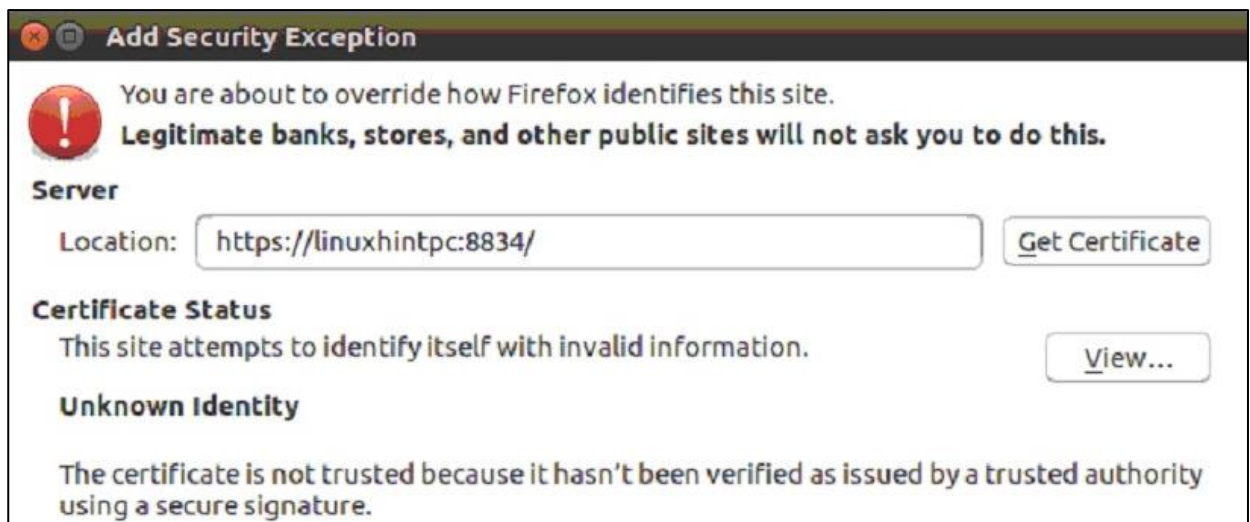 Add Security Exception
You are about to override how Firefox identifies this site.
Legitimate banks, stores, and other public sites will not ask you to do this.
Server
Location: https://linuxhintpc:8834/ Get Certificate
Certificate Status
This site attempts to identify itself with invalid information.
View...
Unknown Identity
The certificate is not trusted because it hasn't been verified as issued by a trusted authority
using a secure signature.